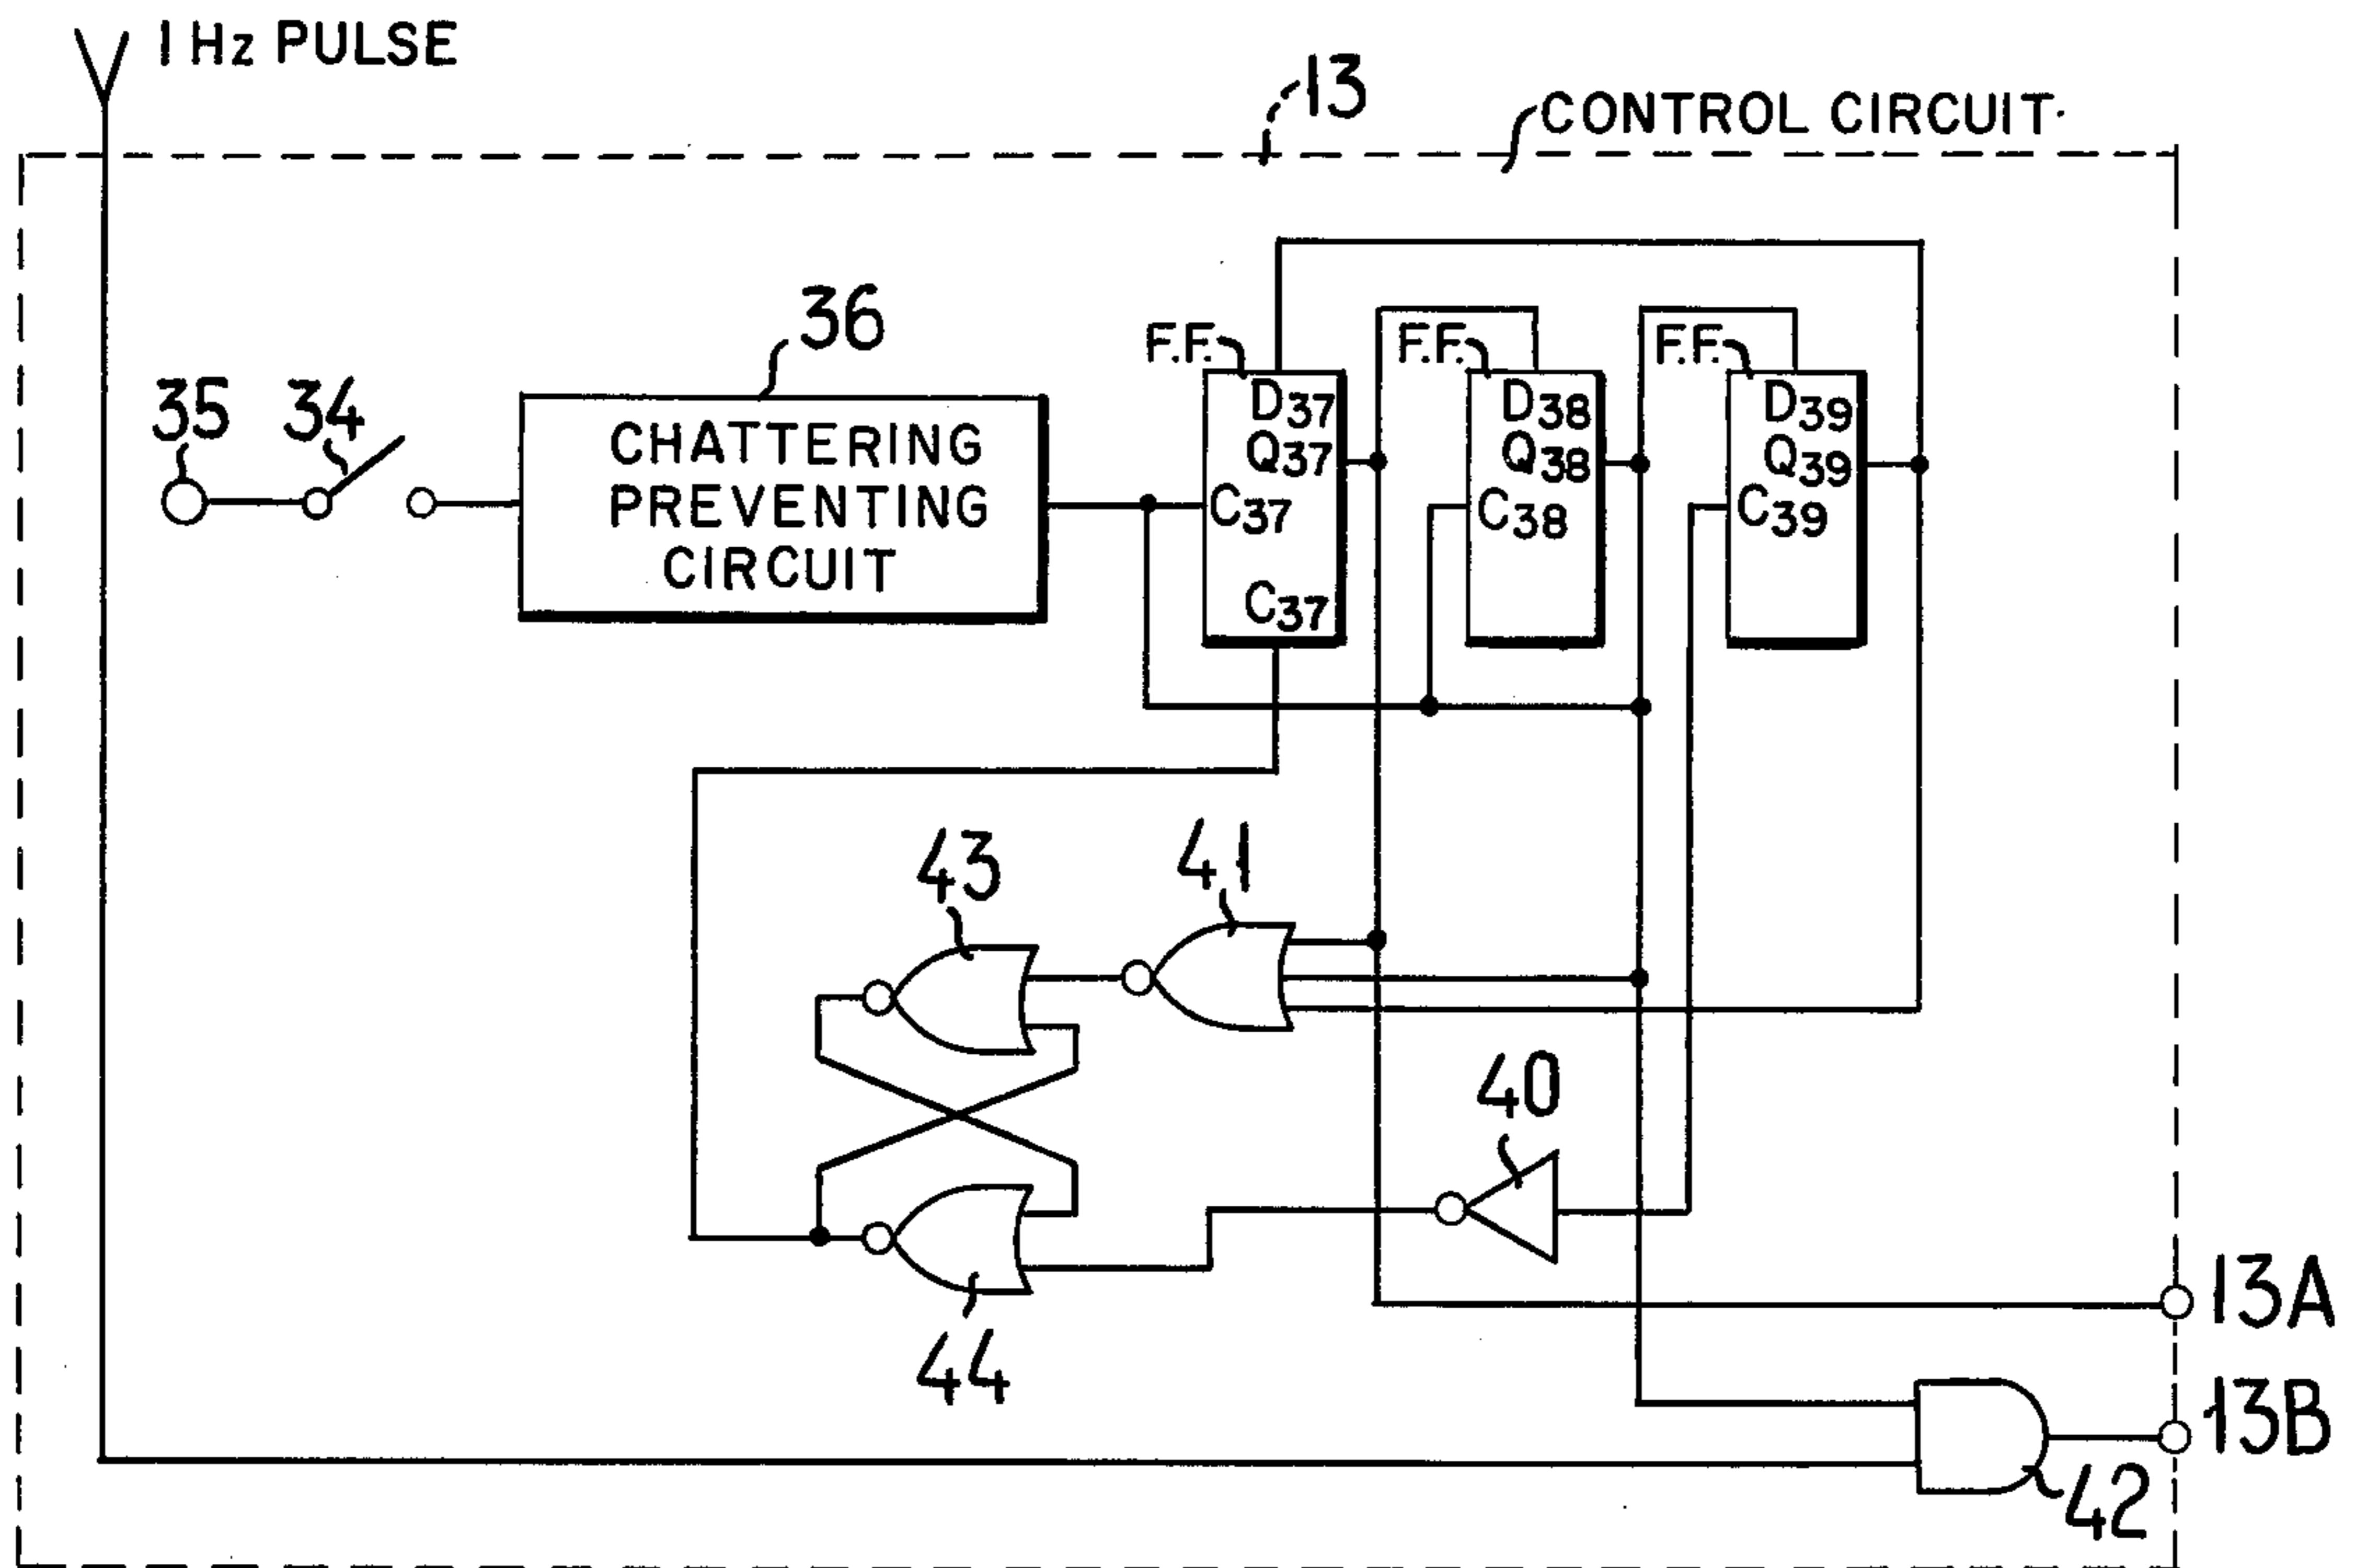 1 Hz PULSE
13
CONTROL CIRCUIT
36
35
34
CHATTERING
PREVENTING
CIRCUIT
F.F.
D37
Q37
C37
C37
F.F.
D38
Q38
C38
F.F.
D39
Q39
C39
43
41
40
44
13A
13B
42